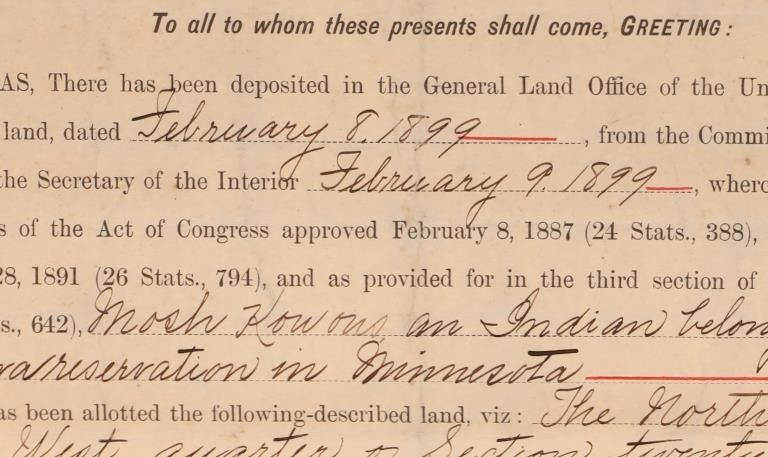 To all to whom these presents shall come, GREETING:
AS, There has been deposited in the General Land Office of the Un
land, dated February 8, 1899, from the Commi
the Secretary of the Interior February 9, 1899, where
s of the Act of Congress approved February 8, 1887 (24 Stats., 388),
28, 1891 (26 Stats., 794), and as provided for in the third section of
s., 642), Mosh Kow ons, an Indian belon
wa reservation in Minnesota
as been allotted the following-described land, viz: The North
West quarter of Section twenty